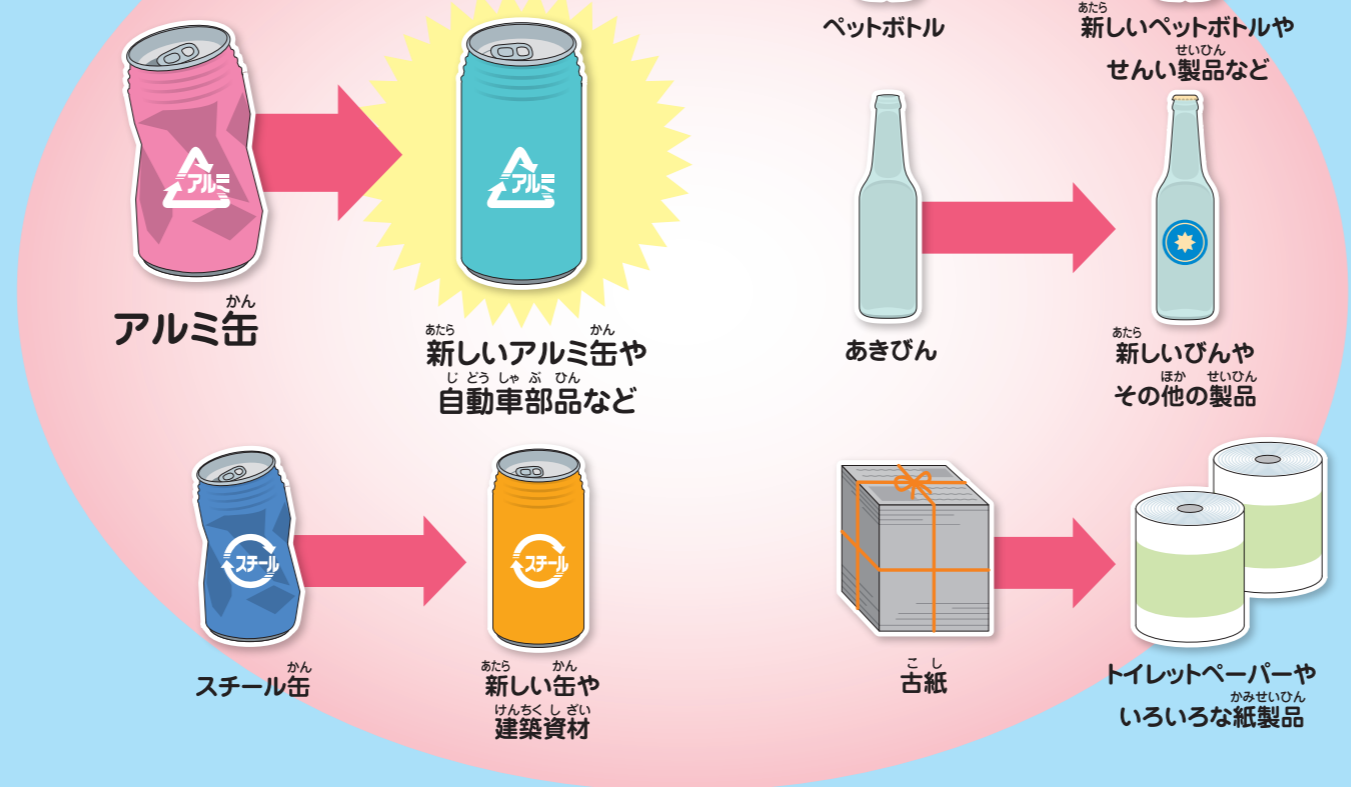 アルミ
アルミ
かん
アルミ缶
あたら かん
新しいアルミ缶や
じどうしゃぶひん
自動車部品など
スチール
スチール
かん
スチール缶
あたら かん
新しい缶や
けんちくしざい
建築資材
ペットボトル
あたら
新しいペットボトルや
せいひん
せんい製品など
あきびん
あたら
新しいびんや
ほか せいひん
その他の製品
こし
古紙
トイレットペーパーや
かみせいひん
いろいろな紙製品